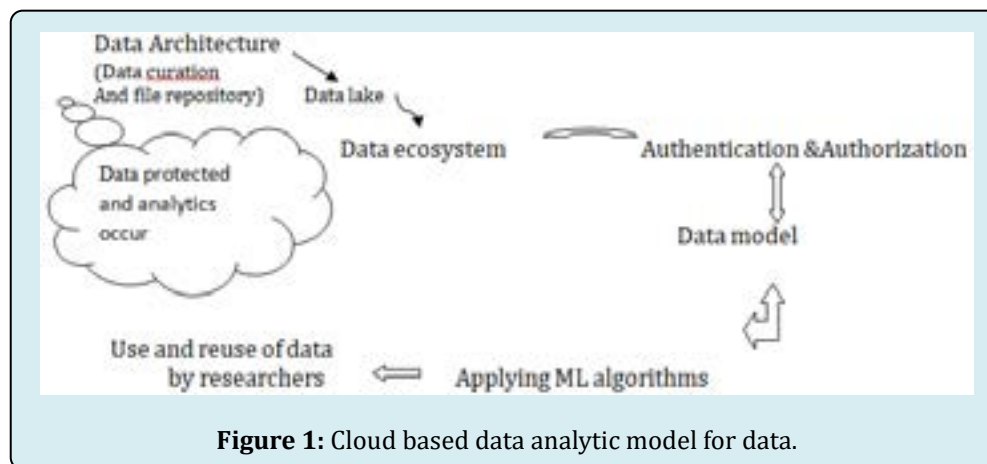 Data Architecture
(Data curation
And file repository)
Data lake
Data ecosystem
Authentication &Authorization
Data protected
and analytics
occur
Data model
Use and reuse of data
by researchers
Applying ML algorithms
Figure 1: Cloud based data analytic model for data.